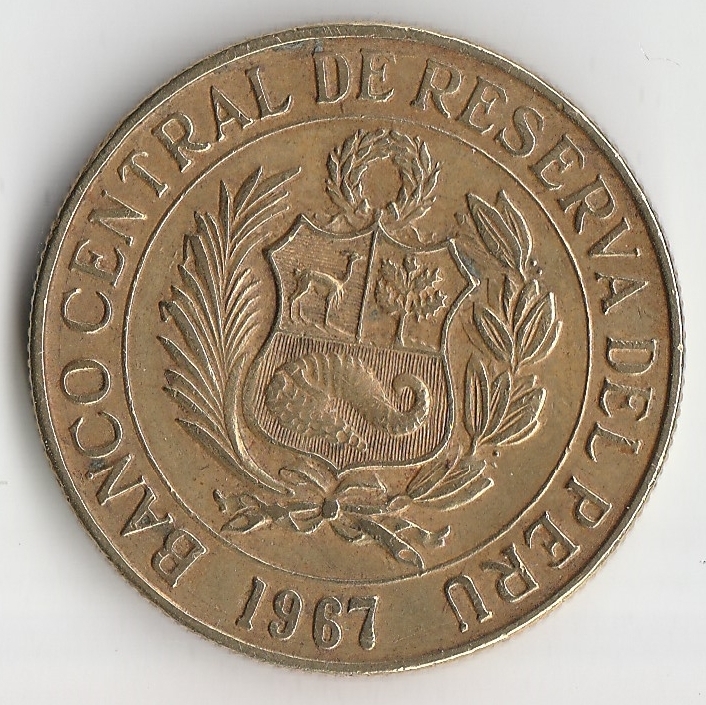 BANCO CENTRAL DE RESERVA DEL PERU
1967